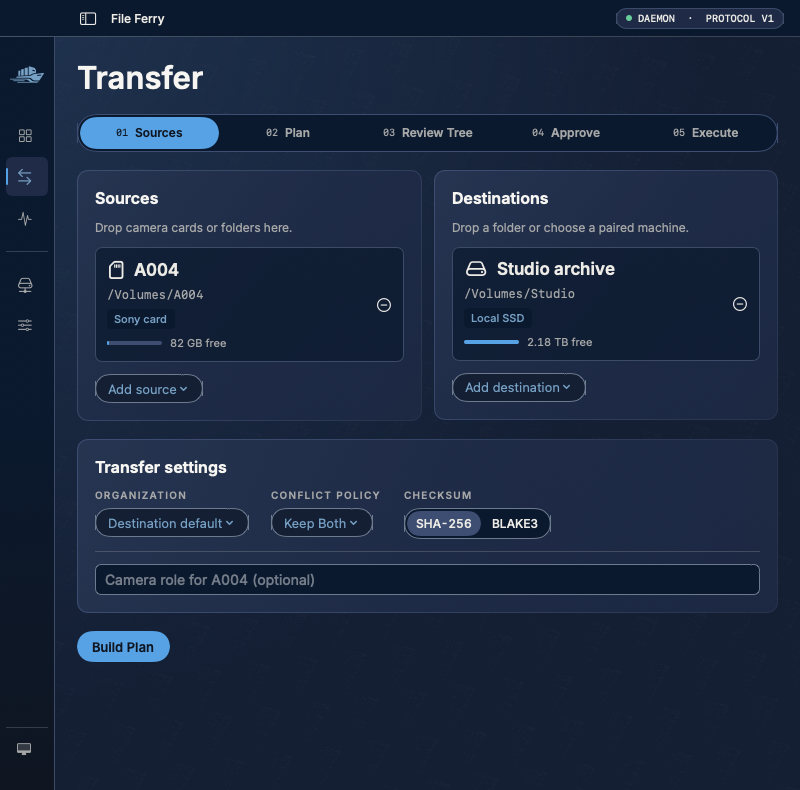 File Ferry
DAEMON · PROTOCOL V1
Transfer
01 Sources
02 Plan
03 Review Tree
04 Approve
05 Execute
Sources
Drop camera cards or folders here.
A004
/Volumes/A004
Sony card
82 GB free
Add source
Destinations
Drop a folder or choose a paired machine.
Studio archive
/Volumes/Studio
Local SSD
2.18 TB free
Add destination
Transfer settings
ORGANIZATION
Destination default
CONFLICT POLICY
Keep Both
CHECKSUM
SHA-256
BLAKE3
Camera role for A004 (optional)
Build Plan